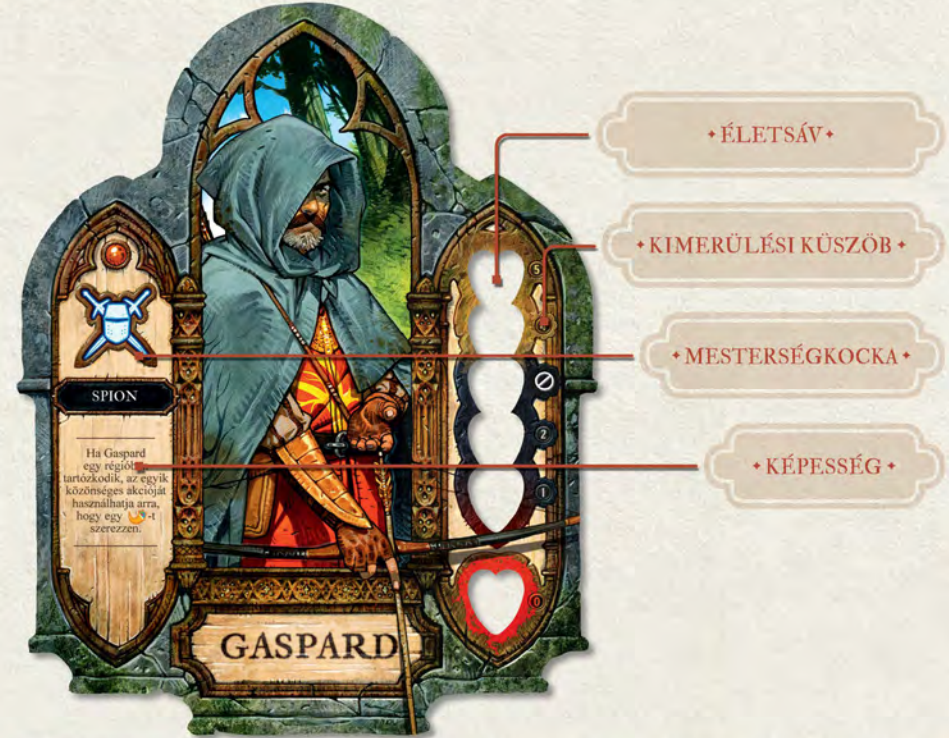 ÉLETSÁV
KIMERÜLÉSI KÜSZÖB
MESTERSÉGKOCKA
KÉPESSÉG
SPION
Ha Gaspard
egy régióban
tartózkodik, az egyik
közönséges akcióját
használhatja arra,
hogy egy -t
szerezzen.
5
2
1
0
GASPARD